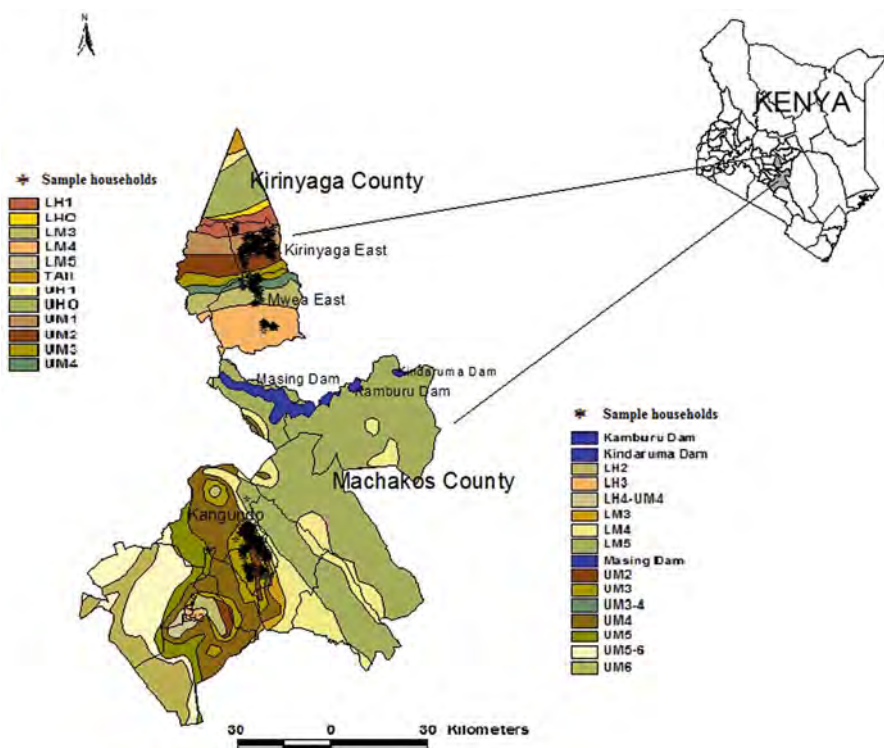 N
KENYA
Kirinyaga County
Sample households
LH1
LHO
LM3
LM4
LM5
TAII
UH1
UHO
UM1
UM2
UM3
UM4
Kirinyaga East
Mwea East
Masing Dam
Kindaruma Dam
Kamburu Dam
Machakos County
Kangundo
Sample households
Kamburu Dam
Kindaruma Dam
LH2
LH3
LH4-UM4
LM3
LM4
LM5
Masing Dam
UM2
UM3
UM3-4
UM4
UM5
UM5-6
UM6
30 0 30 Kilometers